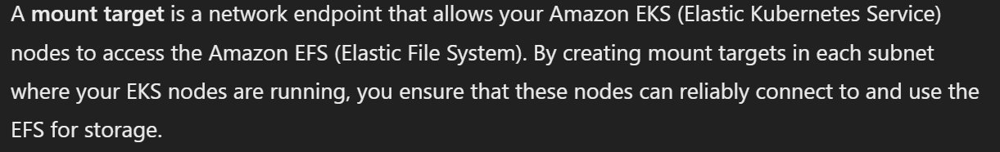 A mount target is a network endpoint that allows your Amazon EKS (Elastic Kubernetes Service)
nodes to access the Amazon EFS (Elastic File System). By creating mount targets in each subnet
where your EKS nodes are running, you ensure that these nodes can reliably connect to and use the
EFS for storage.